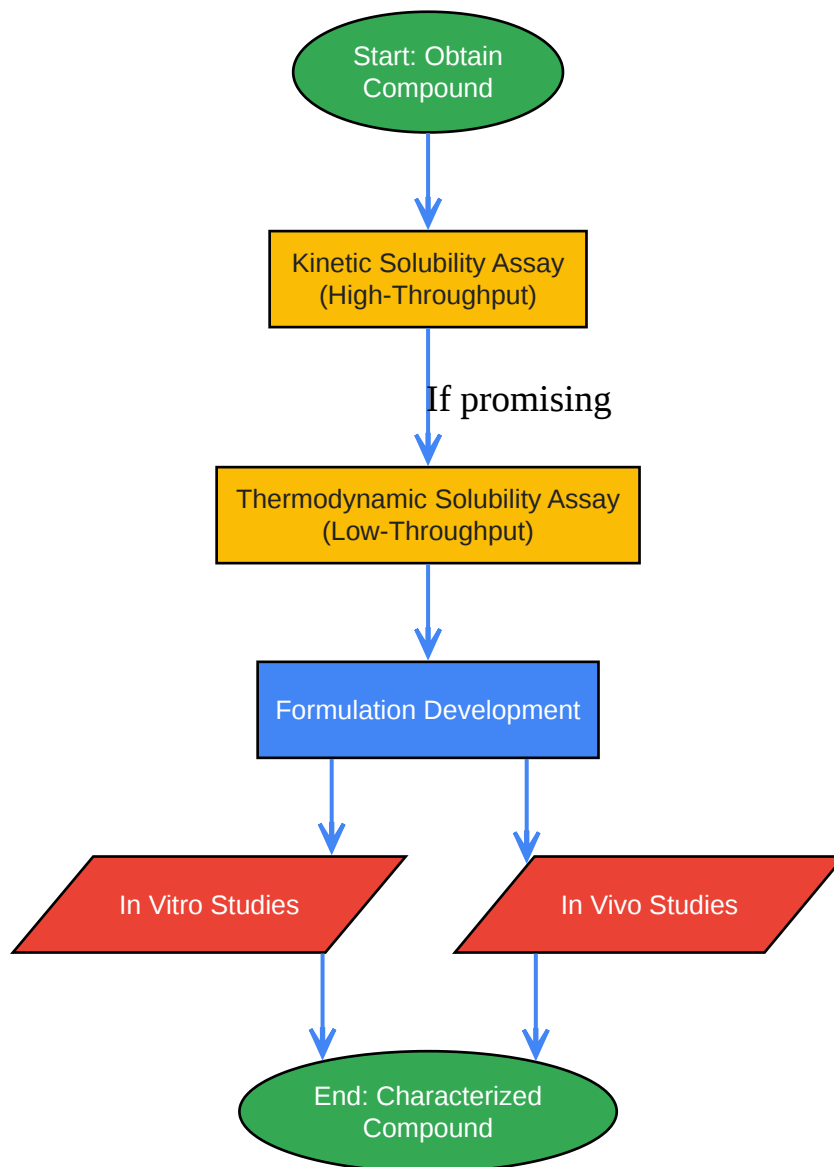 Start: Obtain
Compound
Kinetic Solubility Assay
(High-Throughput)
If promising
Thermodynamic Solubility Assay
(Low-Throughput)
Formulation Development
In Vitro Studies
In Vivo Studies
End: Characterized
Compound